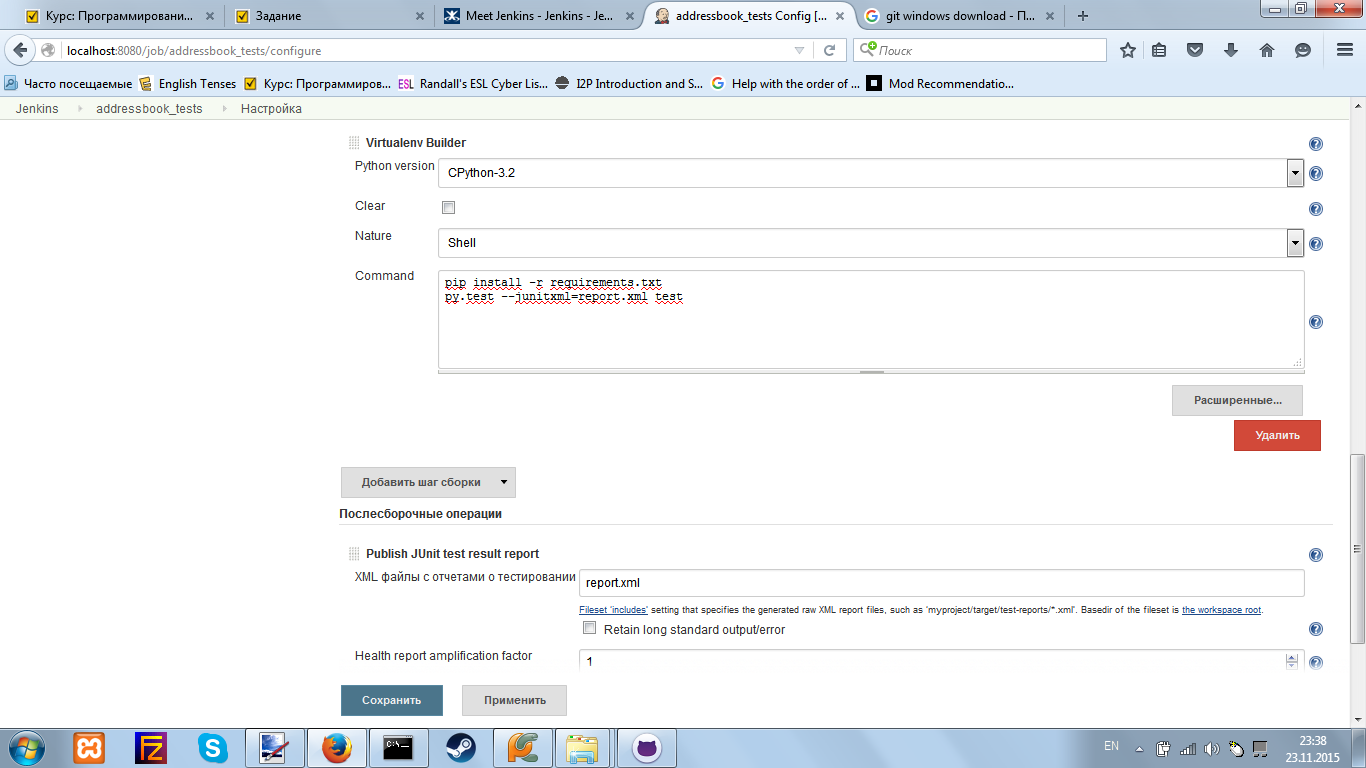 Курс: Программировани...
Задание
Meet Jenkins - Jenkins - Je...
addressbook_tests Config [...
git windows download - П...
localhost:8080/job/addressbook_tests/configure
Поиск
Часто посещаемые
English Tenses
Курс: Программиров...
ESL
Randall's ESL Cyber Lis...
I2P Introduction and S...
Help with the order of ...
Mod Recommendatio...
Jenkins
addressbook_tests
Настройка
Virtualenv Builder
Python version
CPython-3.2
Clear
Nature
Shell
Command
pip install -r requirements.txt
py.test --junitxml=report.xml test
Расширенные...
Удалить
Добавить шаг сборки
Послесборочные операции
Publish JUnit test result report
XML файлы с отчетами о тестировании
report.xml
Fileset 'includes' setting that specifies the generated raw XML report files, such as 'myproject/target/test-reports/*.xml'. Basedir of the fileset is the workspace root.
Retain long standard output/error
Health report amplification factor
1
Сохранить
Применить
EN
23:38
23.11.2015